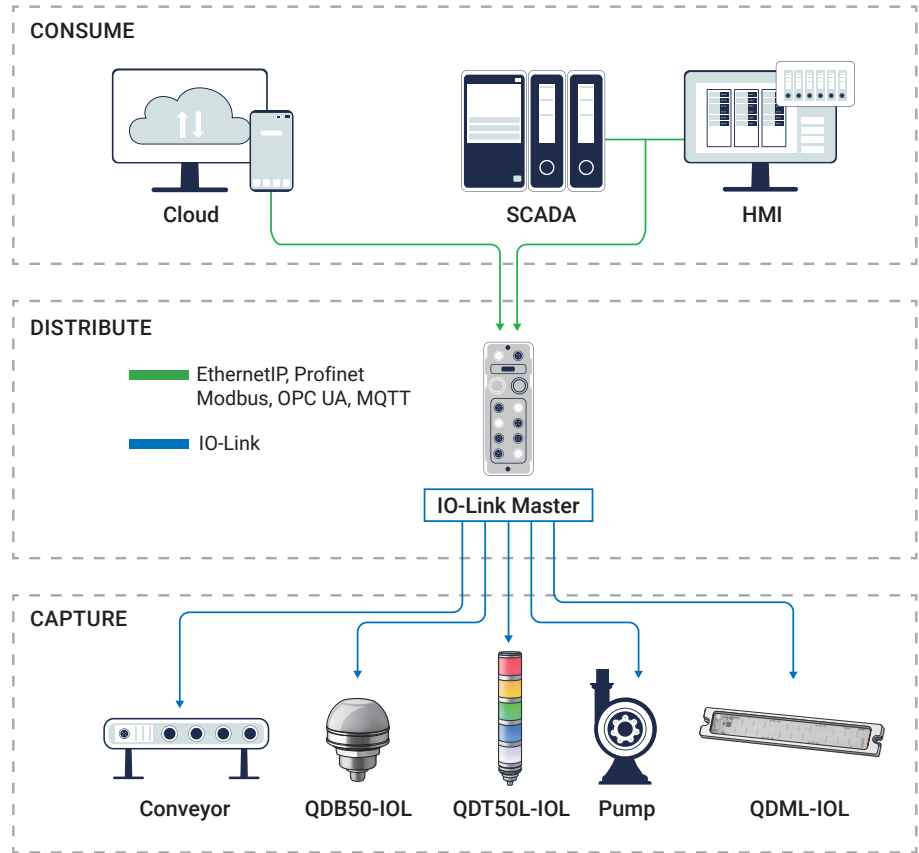 CONSUME
Cloud
SCADA
HMI
DISTRIBUTE
EthernetIP, Profinet
Modbus, OPC UA, MQTT
IO-Link
IO-Link Master
CAPTURE
Conveyor
QDB50-IOL
QDT50L-IOL
Pump
QDML-IOL